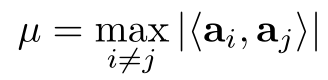 μ = max_{i≠j} |⟨a_i, a_j⟩|